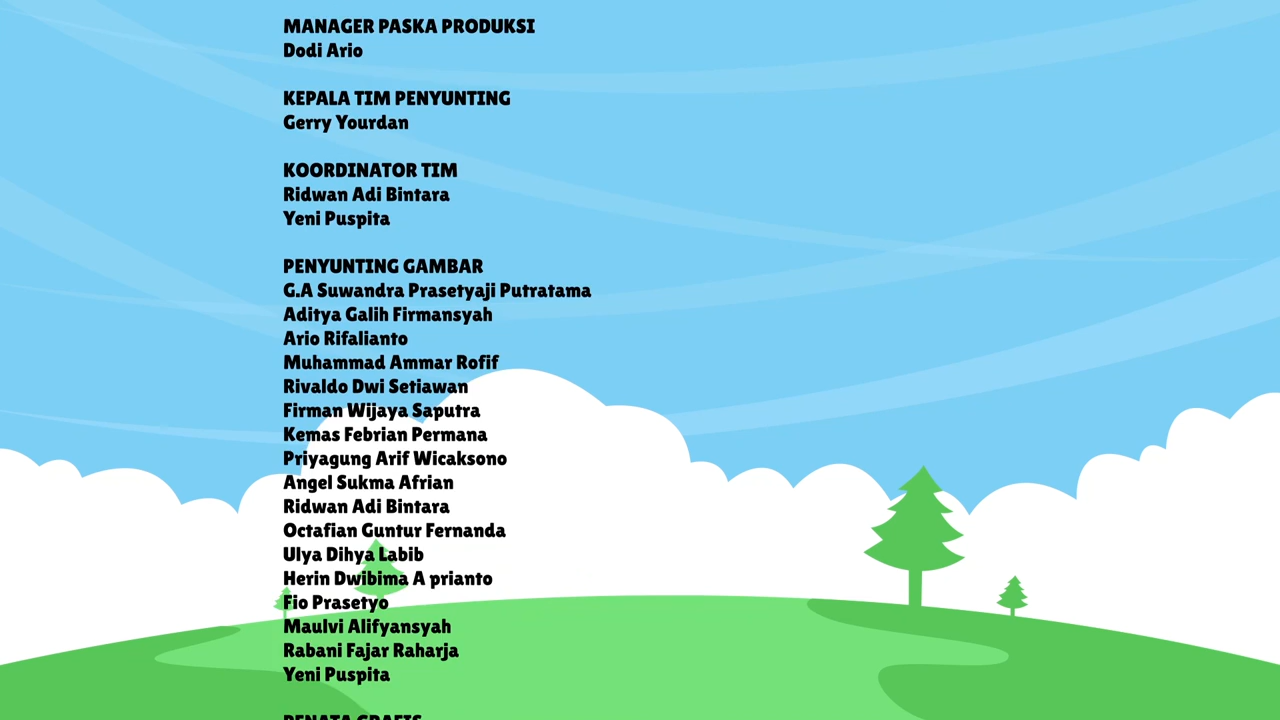 MANAGER PASKA PRODUKSI
Dodi Ario
KEPALA TIM PENYUNTING
Gerry Yourdan
KOORDINATOR TIM
Ridwan Adi Bintara
Yeni Puspita
PENYUNTING GAMBAR
G.A Suwandra Prasetyaji Putratama
Aditya Galih Firmansyah
Ario Rifalianto
Muhammad Ammar Rofif
Rivaldo Dwi Setiawan
Firman Wijaya Saputra
Kemas Febrian Permana
Priyagung Arif Wicaksono
Angel Sukma Afrian
Ridwan Adi Bintara
Octafian Guntur Fernanda
Ulya Dihya Labib
Herin Dwibima A prianto
Fio Prasetyo
Maulvi Alifyansyah
Rabani Fajar Raharja
Yeni Puspita
PENATA GRAFIS